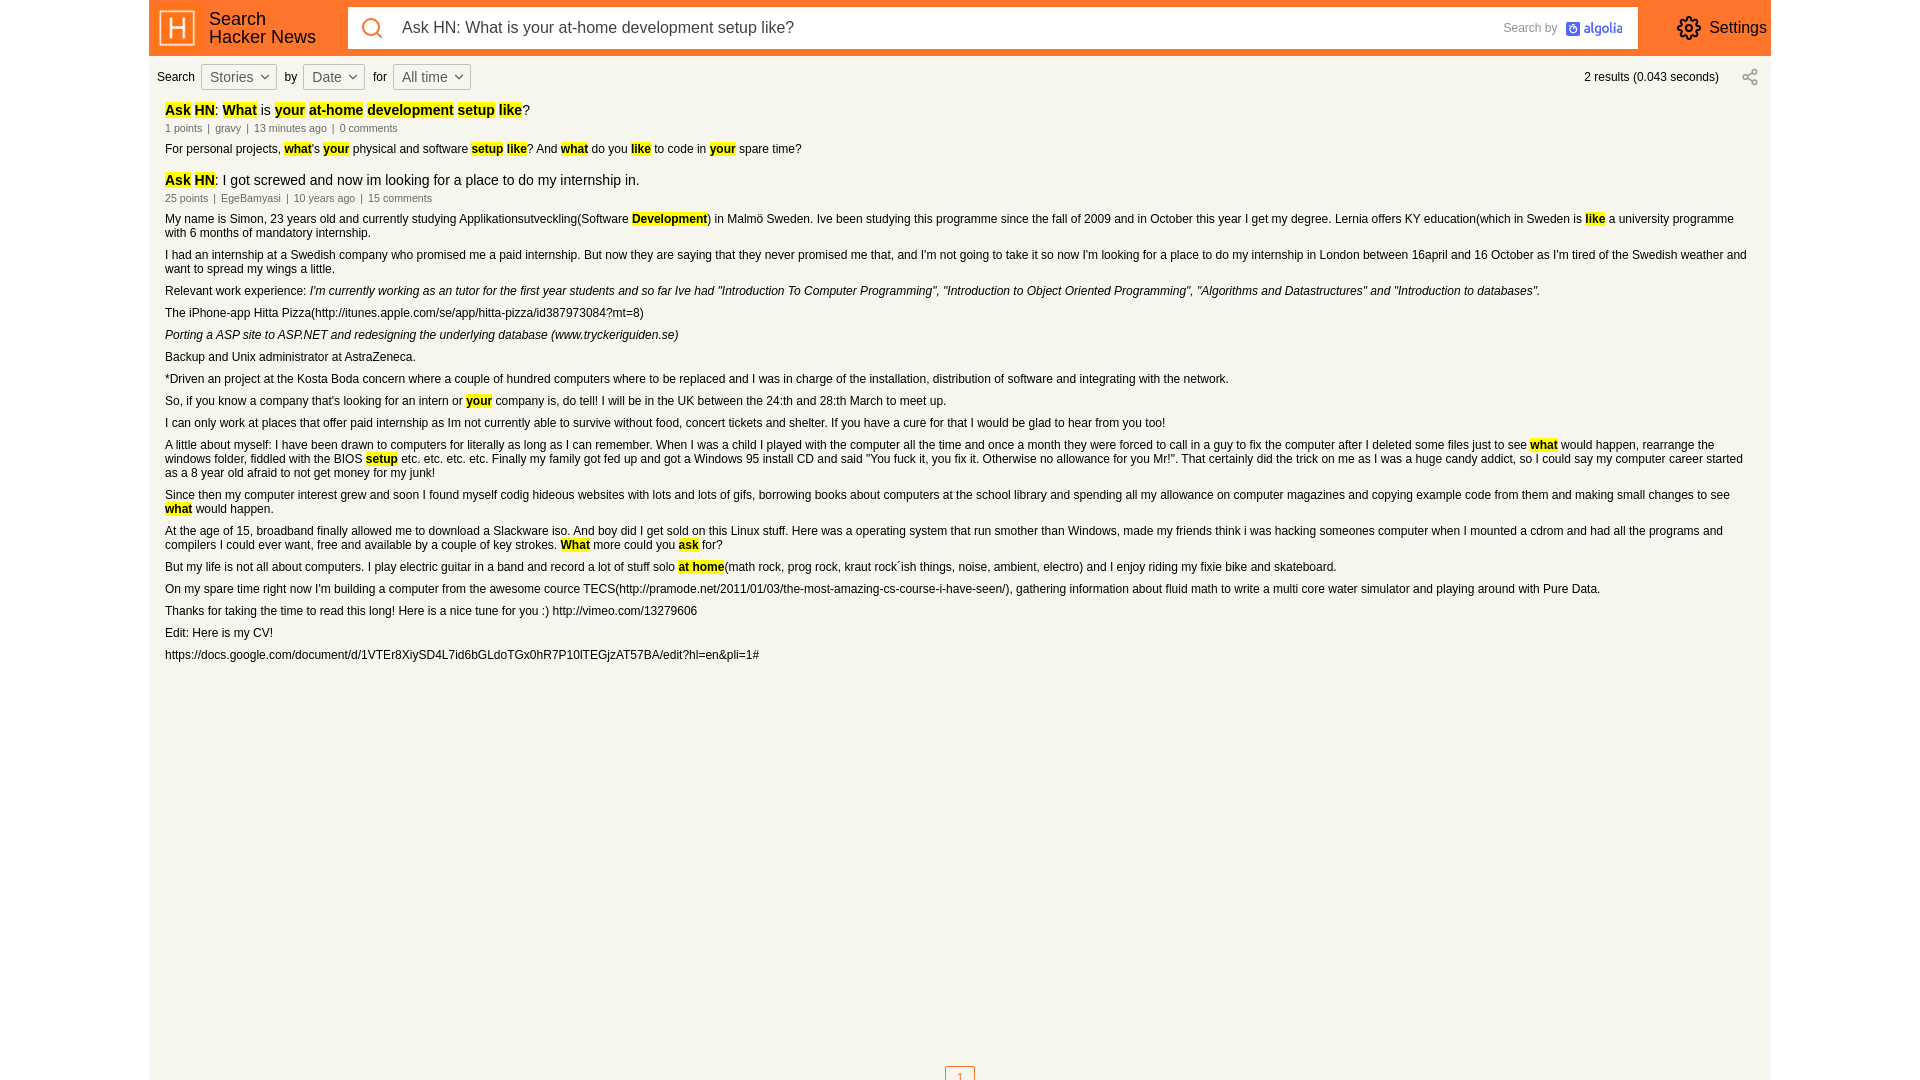 H Search
Hacker News
Ask HN: What is your at-home development setup like?
Search by algolia
Settings
Search Stories by Date for All time
2 results (0.043 seconds)
Ask HN: What is your at-home development setup like?
1 points | gravy | 13 minutes ago | 0 comments
For personal projects, what's your physical and software setup like? And what do you like to code in your spare time?
Ask HN: I got screwed and now im looking for a place to do my internship in.
25 points | EgeBamyasi | 10 years ago | 15 comments
My name is Simon, 23 years old and currently studying Applikationsutveckling(Software Development) in Malmö Sweden. Ive been studying this programme since the fall of 2009 and in October this year I get my degree. Lernia offers KY education(which in Sweden is like a university programme
with 6 months of mandatory internship.
I had an internship at a Swedish company who promised me a paid internship. But now they are saying that they never promised me that, and I'm not going to take it so now I'm looking for a place to do my internship in London between 16april and 16 October as I'm tired of the Swedish weather and
want to spread my wings a little.
Relevant work experience: I'm currently working as an tutor for the first year students and so far Ive had "Introduction To Computer Programming", "Introduction to Object Oriented Programming", "Algorithms and Datastructures" and "Introduction to databases".
The iPhone-app Hitta Pizza(http://itunes.apple.com/se/app/hitta-pizza/id387973084?mt=8)
Porting a ASP site to ASP.NET and redesigning the underlying database (www.tryckeriguiden.se)
Backup and Unix administrator at AstraZeneca.
*Driven an project at the Kosta Boda concern where a couple of hundred computers where to be replaced and I was in charge of the installation, distribution of software and integrating with the network.
So, if you know a company that's looking for an intern or your company is, do tell! I will be in the UK between the 24:th and 28:th March to meet up.
I can only work at places that offer paid internship as Im not currently able to survive without food, concert tickets and shelter. If you have a cure for that I would be glad to hear from you too!
A little about myself: I have been drawn to computers for literally as long as I can remember. When I was a child I played with the computer all the time and once a month they were forced to call in a guy to fix the computer after I deleted some files just to see what would happen, rearrange the
windows folder, fiddled with the BIOS setup etc. etc. etc. etc. Finally my family got fed up and got a Windows 95 install CD and said "You fuck it, you fix it. Otherwise no allowance for you Mr!". That certainly did the trick on me as I was a huge candy addict, so I could say my computer career started
as a 8 year old afraid to not get money for my junk!
Since then my computer interest grew and soon I found myself codig hideous websites with lots and lots of gifs, borrowing books about computers at the school library and spending all my allowance on computer magazines and copying example code from them and making small changes to see
what would happen.
At the age of 15, broadband finally allowed me to download a Slackware iso. And boy did I get sold on this Linux stuff. Here was a operating system that run smother than Windows, made my friends think i was hacking someones computer when I mounted a cdrom and had all the programs and
compilers I could ever want, free and available by a couple of key strokes. What more could you ask for?
But my life is not all about computers. I play electric guitar in a band and record a lot of stuff solo at home(math rock, prog rock, kraut rock´ish things, noise, ambient, electro) and I enjoy riding my fixie bike and skateboard.
On my spare time right now I'm building a computer from the awesome cource TECS(http://pramode.net/2011/01/03/the-most-amazing-cs-course-i-have-seen/), gathering information about fluid math to write a multi core water simulator and playing around with Pure Data.
Thanks for taking the time to read this long! Here is a nice tune for you :) http://vimeo.com/13279606
Edit: Here is my CV!
https://docs.google.com/document/d/1VTEr8XiySD4L7id6bGLdoTGx0hR7P10lTEGjzAT57BA/edit?hl=en&pli=1#
1